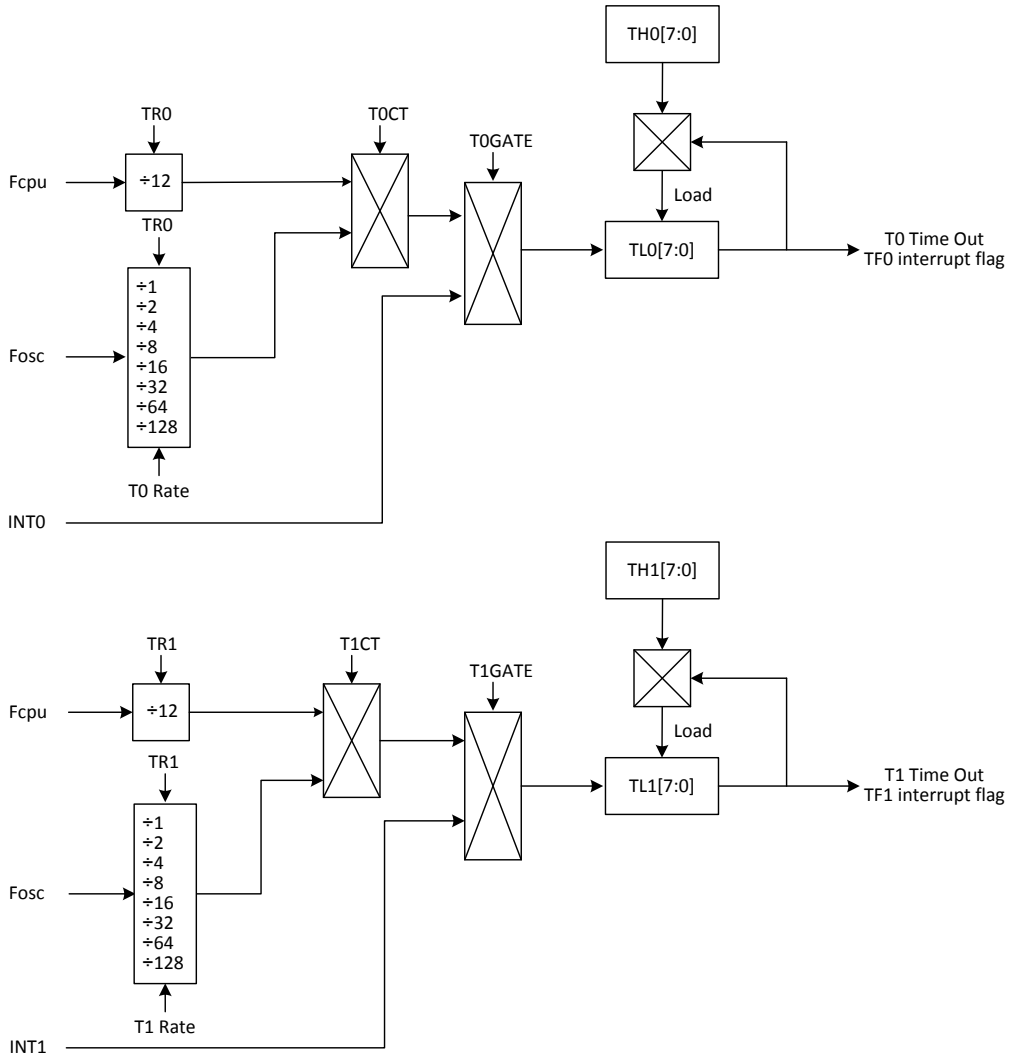 TH0[7:0]
TR0
T0CT
T0GATE
Fcpu
÷12
Load
TR0
TL0[7:0]
T0 Time Out
TF0 interrupt flag
÷1
÷2
÷4
÷8
÷16
÷32
÷64
÷128
Fosc
T0 Rate
INT0
TH1[7:0]
TR1
T1CT
T1GATE
Fcpu
÷12
Load
TR1
TL1[7:0]
T1 Time Out
TF1 interrupt flag
÷1
÷2
÷4
÷8
÷16
÷32
÷64
÷128
Fosc
T1 Rate
INT1